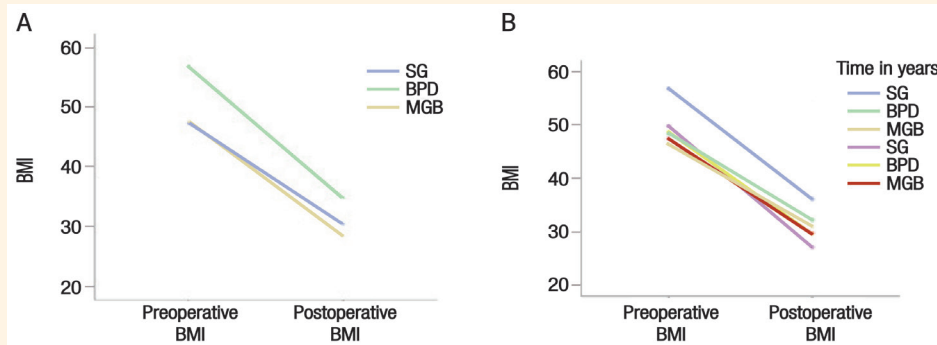 A
60
50
40
30
20
BMI
SG
BPD
MGB
Preoperative
BMI
Postoperative
BMI
B
60
50
40
30
20
BMI
Time in years
SG
BPD
MGB
SG
BPD
MGB
Preoperative
BMI
Postoperative
BMI